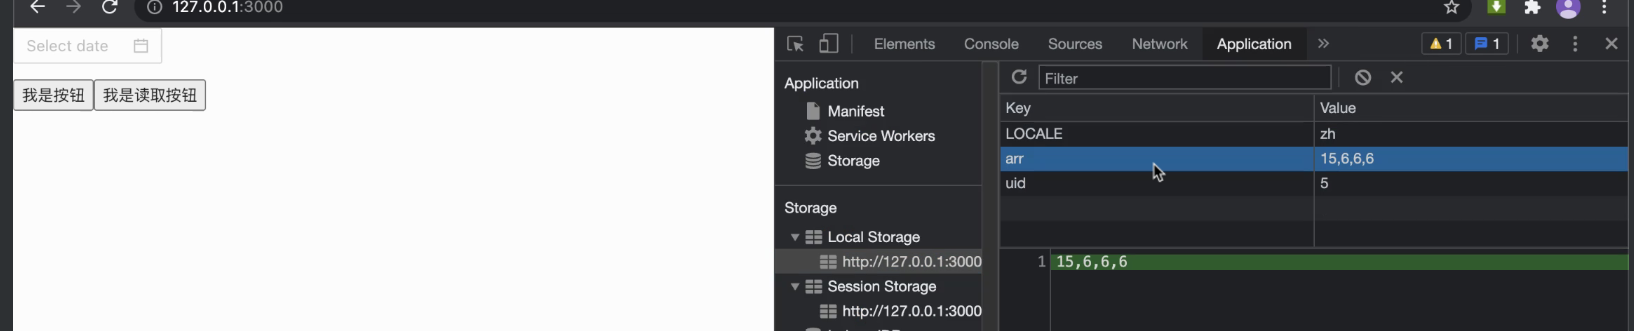 127.0.0.1:3000
Select date
我是按钮 我是读取按钮
Elements Console Sources Network Application » 1 1
Application
Manifest
Service Workers
Storage
Storage
Local Storage
http://127.0.0.1:3000
Session Storage
http://127.0.0.1:3000
Filter
Key Value
LOCALE zh
arr 15,6,6,6
uid 5
1 15,6,6,6